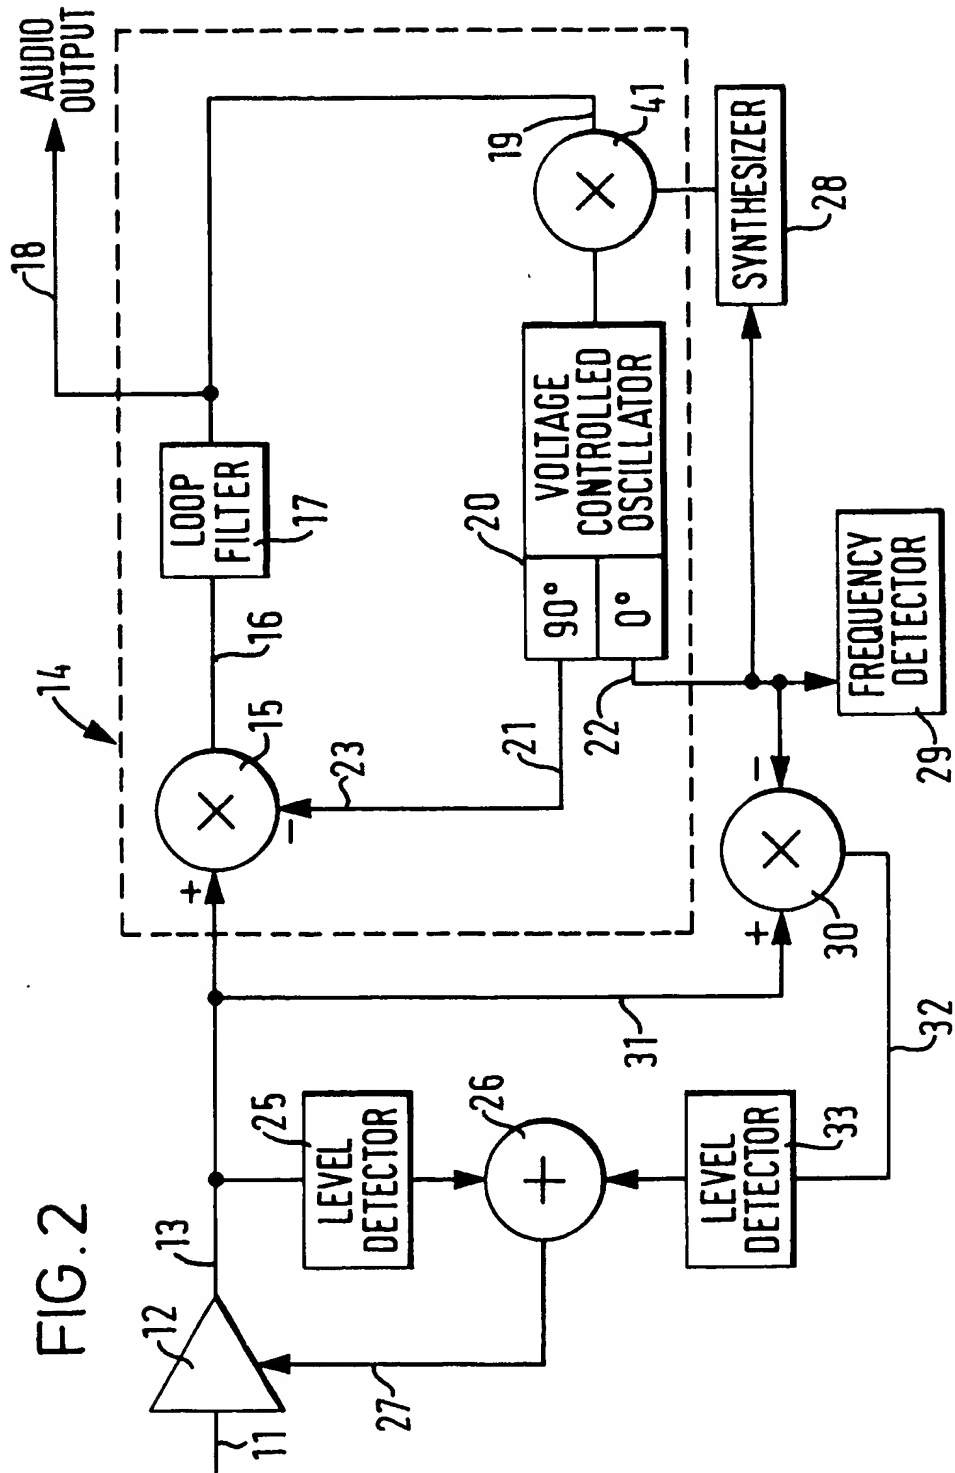 FIG. 2
11
12
13
14
+
15
-
16
LOOP
FILTER
17
18
AUDIO
OUTPUT
19
41
20
VOLTAGE
CONTROLLED
OSCILLATOR
90°
0°
21
22
23
25
LEVEL
DETECTOR
26
+
27
SYNTHESIZER
28
FREQUENCY
DETECTOR
29
-
+
30
31
32
LEVEL
DETECTOR
33